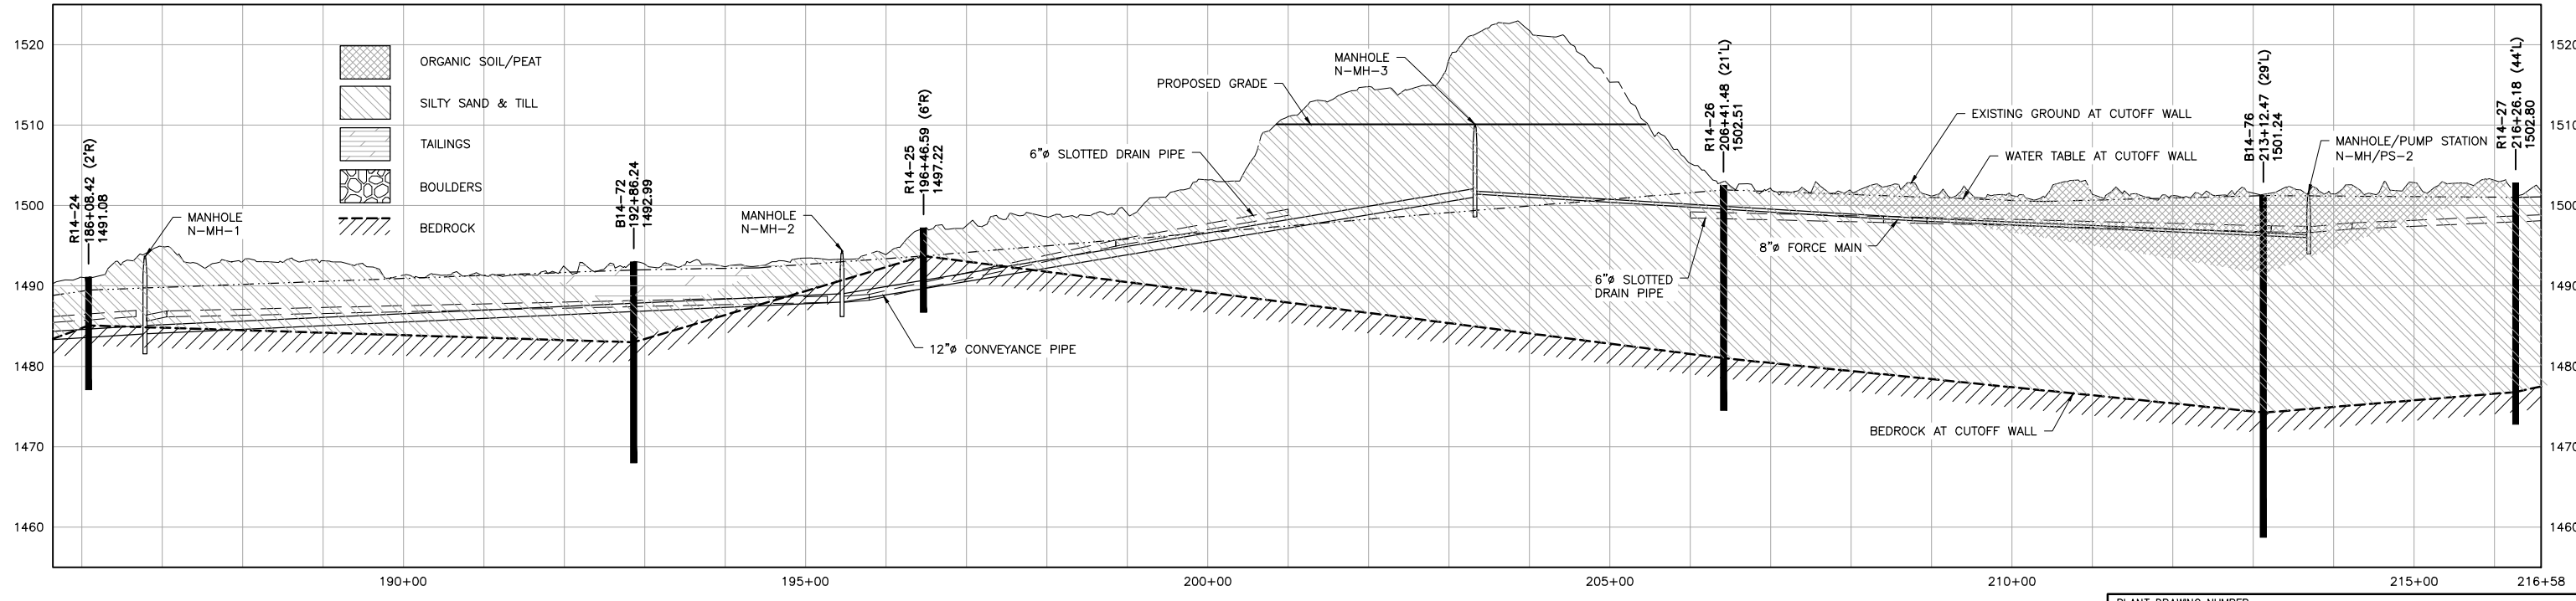 1520
1510
1500
1490
1480
1470
1460
ORGANIC SOIL/PEAT
SILTY SAND & TILL
TAILINGS
BOULDERS
BEDROCK
R14-24
186+08.42 (2'R)
1491.08
MANHOLE
N-MH-1
B14-72
192+86.24
1492.99
MANHOLE
N-MH-2
R14-25
196+46.59 (6'R)
1497.22
12"ø CONVEYANCE PIPE
6"ø SLOTTED DRAIN PIPE
PROPOSED GRADE
MANHOLE
N-MH-3
6"ø SLOTTED
DRAIN PIPE
R14-26
206+41.48 (21'L)
1502.51
8"ø FORCE MAIN
EXISTING GROUND AT CUTOFF WALL
WATER TABLE AT CUTOFF WALL
BEDROCK AT CUTOFF WALL
B14-76
213+12.47 (29'L)
1501.24
MANHOLE/PUMP STATION
N-MH/PS-2
R14-27
216+26.18 (44'L)
1502.80
1520
1510
1500
1490
1480
1470
1460
190+00
195+00
200+00
205+00
210+00
215+00
216+58
PLANT DRAWING NUMBER